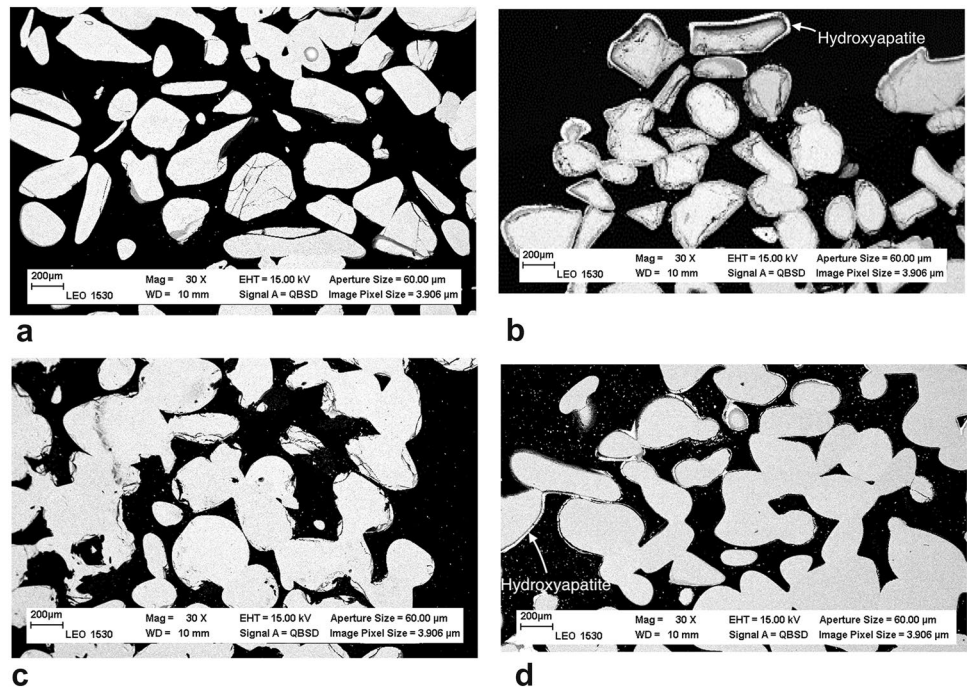 Hydroxyapatite
200µm
LEO 1530
Mag = 30 X
WD = 10 mm
EHT = 15.00 kV
Signal A = QBSD
Aperture Size = 60.00 µm
Image Pixel Size = 3.906 µm
a
200µm
LEO 1530
Mag = 30 X
WD = 10 mm
EHT = 15.00 kV
Signal A = QBSD
Aperture Size = 60.00 µm
Image Pixel Size = 3.906 µm
b
200µm
LEO 1530
Mag = 30 X
WD = 10 mm
EHT = 15.00 kV
Signal A = QBSD
Aperture Size = 60.00 µm
Image Pixel Size = 3.906 µm
c
Hydroxyapatite
200µm
LEO 1530
Mag = 30 X
WD = 10 mm
EHT = 15.00 kV
Signal A = QBSD
Aperture Size = 60.00 µm
Image Pixel Size = 3.906 µm
d